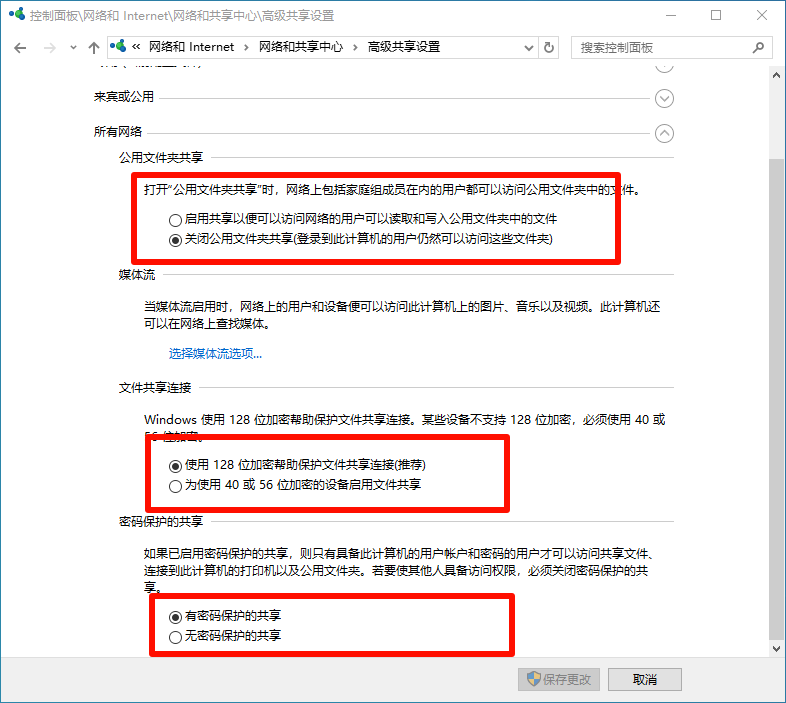 控制面板\网络和 Internet\网络和共享中心\高级共享设置
« 网络和 Internet › 网络和共享中心 › 高级共享设置
搜索控制面板
来宾或公用
所有网络
公用文件夹共享
打开“公用文件夹共享”时，网络上包括家庭组成员在内的用户都可以访问公用文件夹中的文件。
启用共享以便可以访问网络的用户可以读取和写入公用文件夹中的文件
关闭公用文件夹共享(登录到此计算机的用户仍然可以访问这些文件夹)
媒体流
当媒体流启用时，网络上的用户和设备便可以访问此计算机上的图片、音乐以及视频。此计算机还
可以在网络上查找媒体。
选择媒体流选项...
文件共享连接
Windows 使用 128 位加密帮助保护文件共享连接。某些设备不支持 128 位加密，必须使用 40 或
56 位加密。
使用 128 位加密帮助保护文件共享连接(推荐)
为使用 40 或 56 位加密的设备启用文件共享
密码保护的共享
如果已启用密码保护的共享，则只有具备此计算机的用户帐户和密码的用户才可以访问共享文件、
连接到此计算机的打印机以及公用文件夹。若要使其他人具备访问权限，必须关闭密码保护的共
享。
有密码保护的共享
无密码保护的共享
保存更改
取消